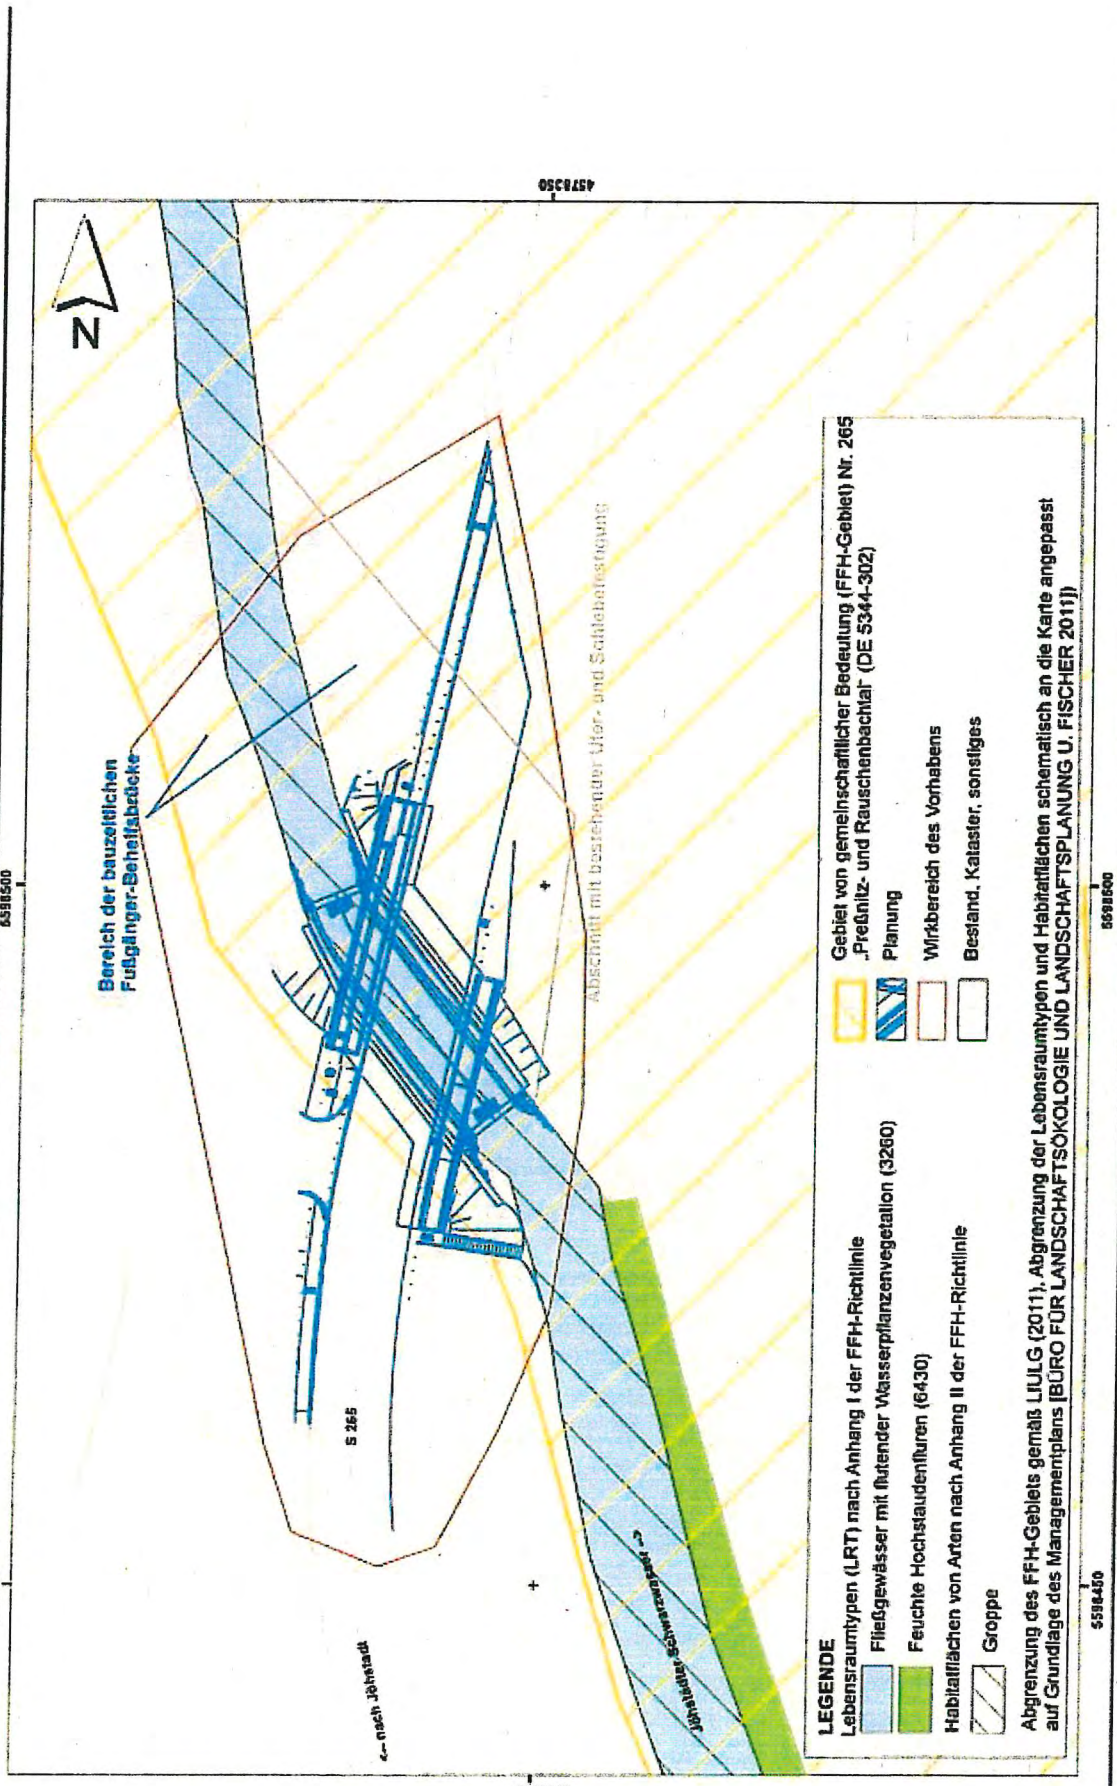 5598500
4578350
N
Bereich der bauzeitlichen
Fußgänger-Behelfsbrücke
Abschnitt mit bestehender Ufer- und Sohlebefestigung
S 265
<-- nach Jöhstadt
Jöhstädter Schwarzwasser -->
LEGENDE
Lebensraumtypen (LRT) nach Anhang I der FFH-Richtlinie
Fließgewässer mit flutender Wasserpflanzenvegetation (3260)
Feuchte Hochstaudenfluren (6430)
Habitatflächen von Arten nach Anhang II der FFH-Richtlinie
Groppe
Gebiet von gemeinschaftlicher Bedeutung (FFH-Gebiet) Nr. 265
„Preßnitz- und Rauschenbachtal" (DE 5344-302)
Planung
Wirkbereich des Vorhabens
Bestand, Kataster, sonstiges
Abgrenzung des FFH-Gebiets gemäß LfULG (2011), Abgrenzung der Lebensraumtypen und Habitatflächen schematisch an die Karte angepasst
auf Grundlage des Managementplans [BÜRO FÜR LANDSCHAFTSÖKOLOGIE UND LANDSCHAFTSPLANUNG U. FISCHER 2011])
5598450
5598500